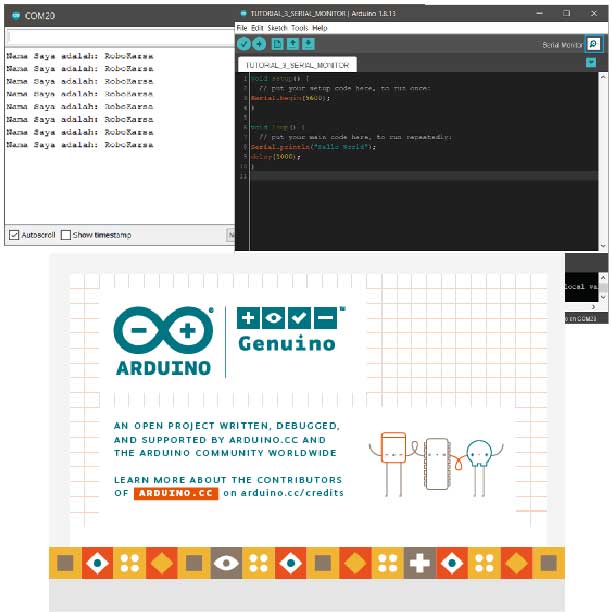 COM20
Nama Saya adalah: RoboKarsa
Nama Saya adalah: RoboKarsa
Nama Saya adalah: RoboKarsa
Nama Saya adalah: RoboKarsa
Nama Saya adalah: RoboKarsa
Nama Saya adalah: RoboKarsa
Nama Saya adalah: RoboKarsa
Nama Saya adalah: RoboKarsa
Autoscroll Show timestamp
TUTORIAL_3_SERIAL_MONITOR | Arduino 1.8.13
File Edit Sketch Tools Help
Serial Monitor
TUTORIAL_3_SERIAL_MONITOR
1 void setup() {
2 // put your setup code here, to run once:
3 Serial.begin(9600);
4 }
5
6 void loop() {
7 // put your main code here, to run repeatedly:
8 Serial.println("Hello World");
9 delay(1000);
10 }
11
local
on COM20
ARDUINO
Genuino
AN OPEN PROJECT WRITTEN, DEBUGGED,
AND SUPPORTED BY ARDUINO.CC AND
THE ARDUINO COMMUNITY WORLDWIDE
LEARN MORE ABOUT THE CONTRIBUTORS
OF ARDUINO.CC on arduino.cc/credits